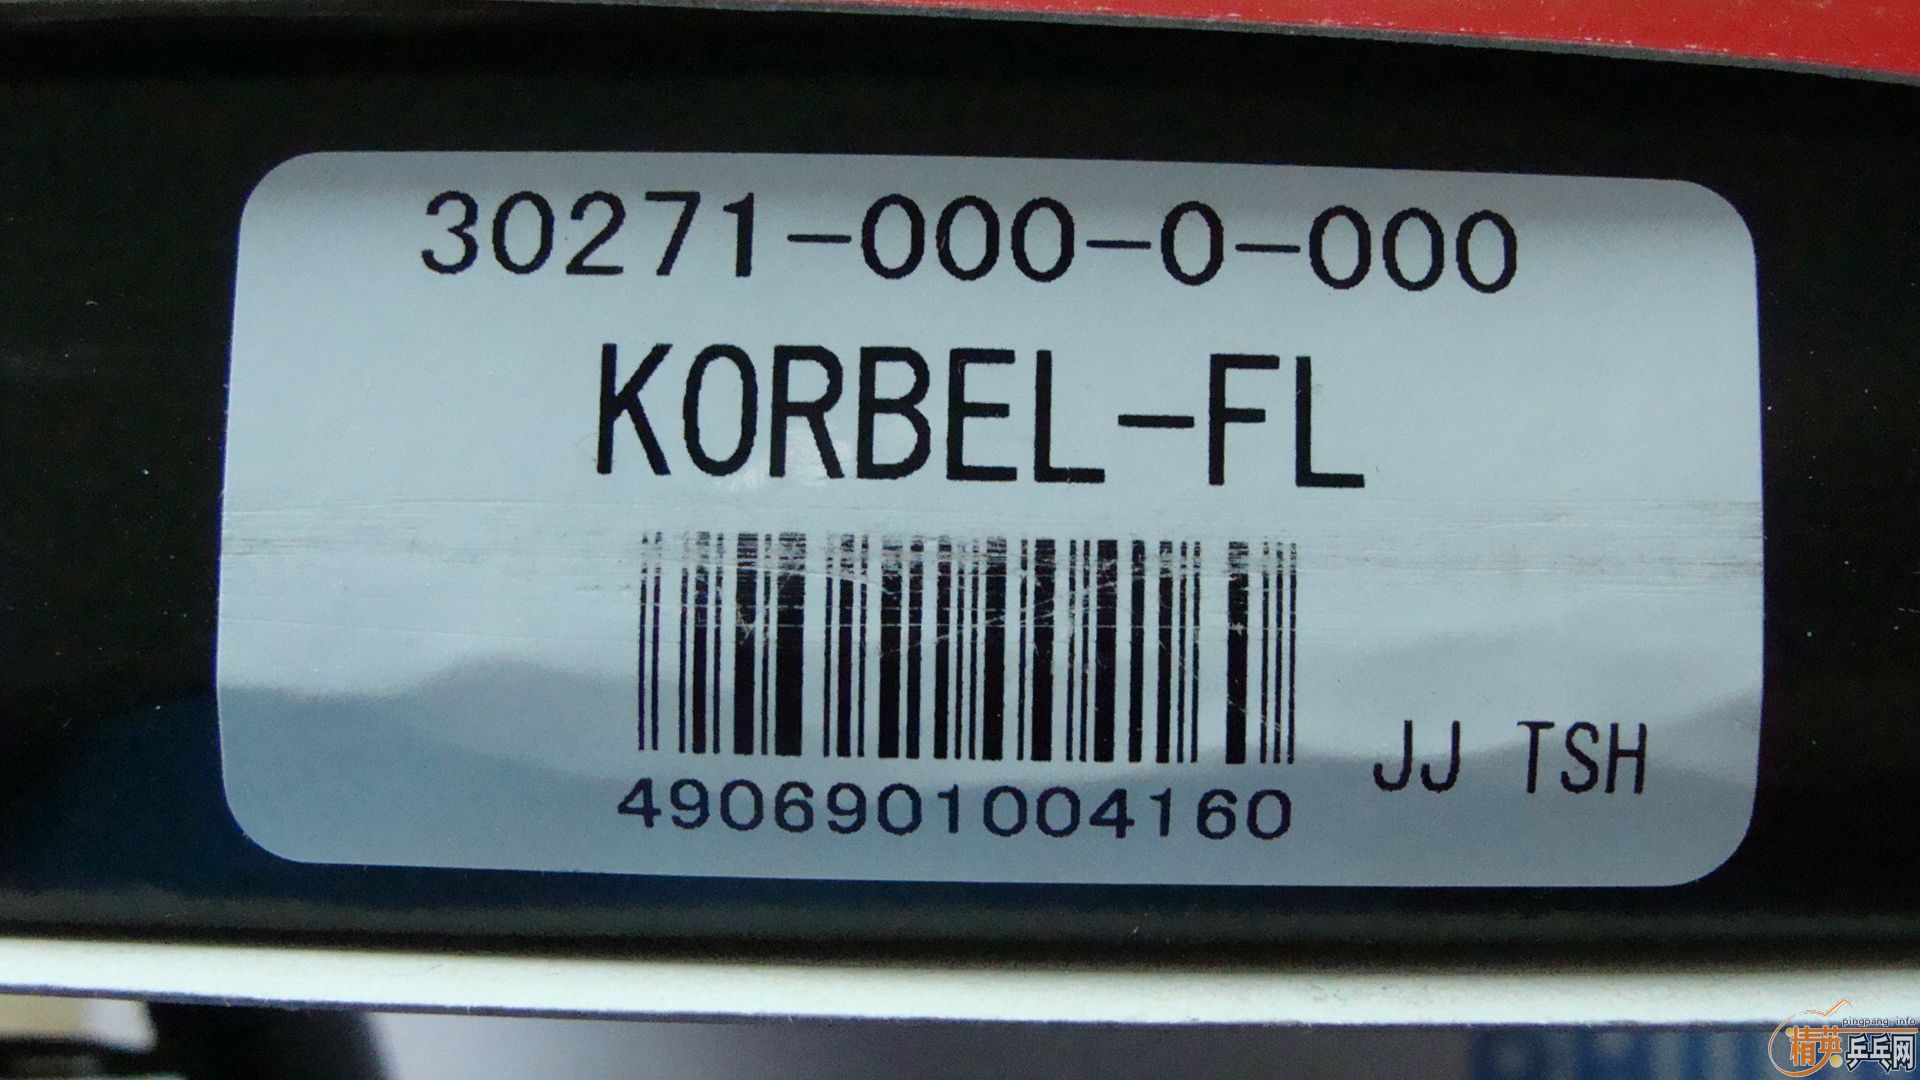 30271-000-0-000
KORBEL-FL
JJ TSH
4906901004160
pingpang.info
精英乒乓网